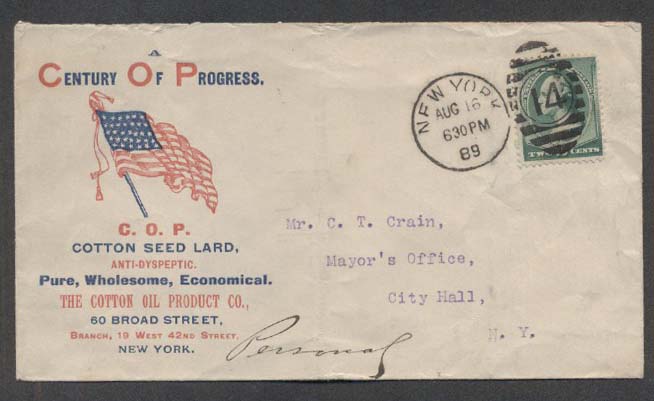 A
CENTURY OF PROGRESS.
C. O. P.
COTTON SEED LARD,
ANTI-DYSPEPTIC.
Pure, Wholesome, Economical.
THE COTTON OIL PRODUCT CO.,
60 BROAD STREET,
BRANCH, 19 WEST 42ND STREET,
NEW YORK.
NEW YORK
AUG 16
630PM
89
14
TWO CENTS
Mr. C. T. Crain,
Mayor's Office,
City Hall,
N. Y.
Personal